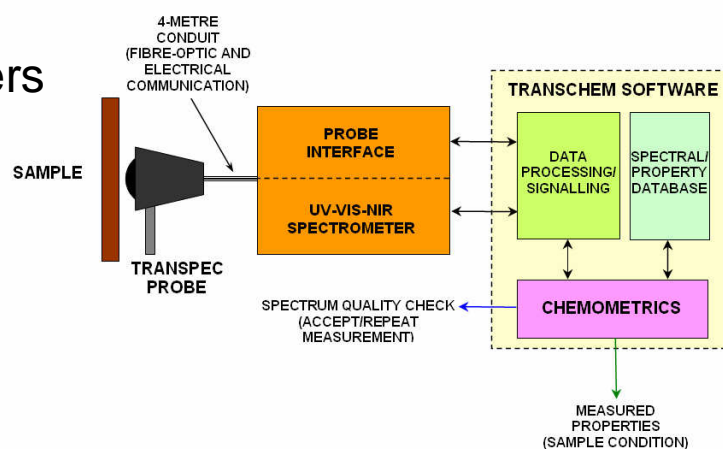 4-METRE
CONDUIT
(FIBRE-OPTIC AND
ELECTRICAL
COMMUNICATION)
ers
SAMPLE
TRANSPEC
PROBE
PROBE
INTERFACE
UV-VIS-NIR
SPECTROMETER
TRANSCHEM SOFTWARE
DATA
PROCESSING/
SIGNALLING
SPECTRAL/
PROPERTY
DATABASE
CHEMOMETRICS
SPECTRUM QUALITY CHECK
(ACCEPT/REPEAT
MEASUREMENT)
MEASURED
PROPERTIES
(SAMPLE CONDITION)